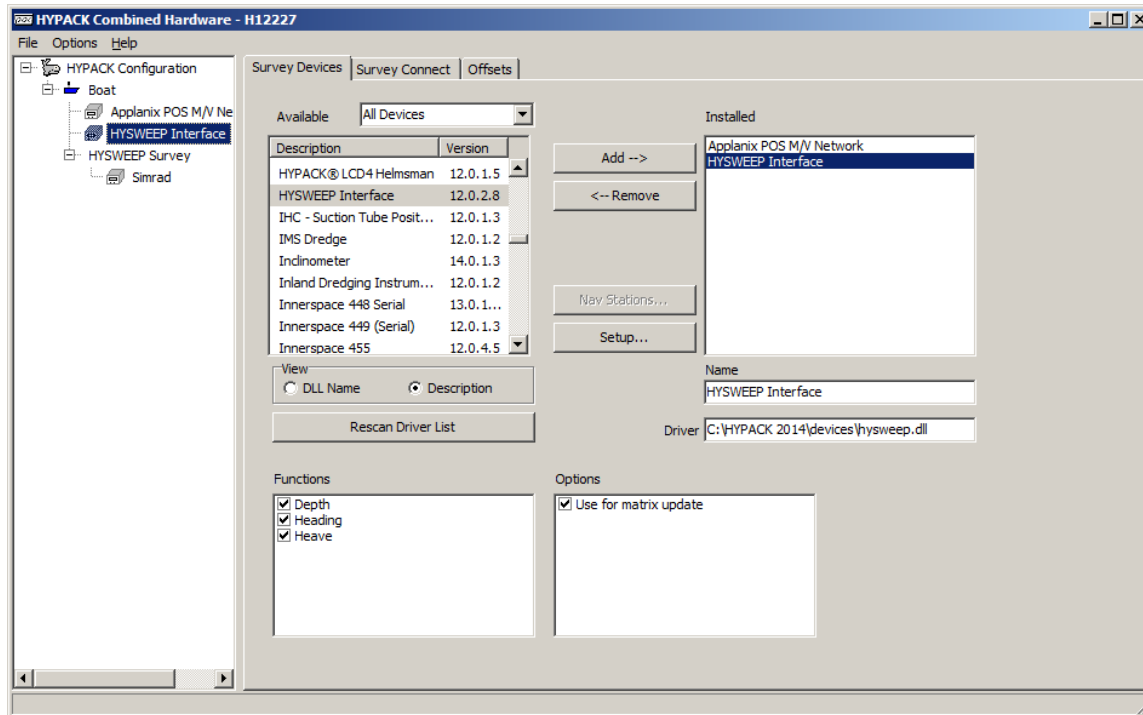 HYPACK Combined Hardware - H12227
File Options Help
HYPACK Configuration
Boat
Applanix POS M/V Ne
HYSWEEP Interface
HYSWEEP Survey
Simrad
Survey Devices Survey Connect Offsets
Available All Devices
Description Version
HYPACK® LCD4 Helmsman 12.0.1.5
HYSWEEP Interface 12.0.2.8
IHC - Suction Tube Posit... 12.0.1.3
IMS Dredge 12.0.1.2
Inclinometer 14.0.1.3
Inland Dredging Instrum... 12.0.1.2
Innerspace 448 Serial 13.0.1...
Innerspace 449 (Serial) 12.0.1.3
Innerspace 455 12.0.4.5
Add -->
<-- Remove
Nav Stations...
Setup...
Installed
Applanix POS M/V Network
HYSWEEP Interface
View
DLL Name Description
Rescan Driver List
Name
HYSWEEP Interface
Driver C:\HYPACK 2014\devices\hysweep.dll
Functions
Depth
Heading
Heave
Options
Use for matrix update